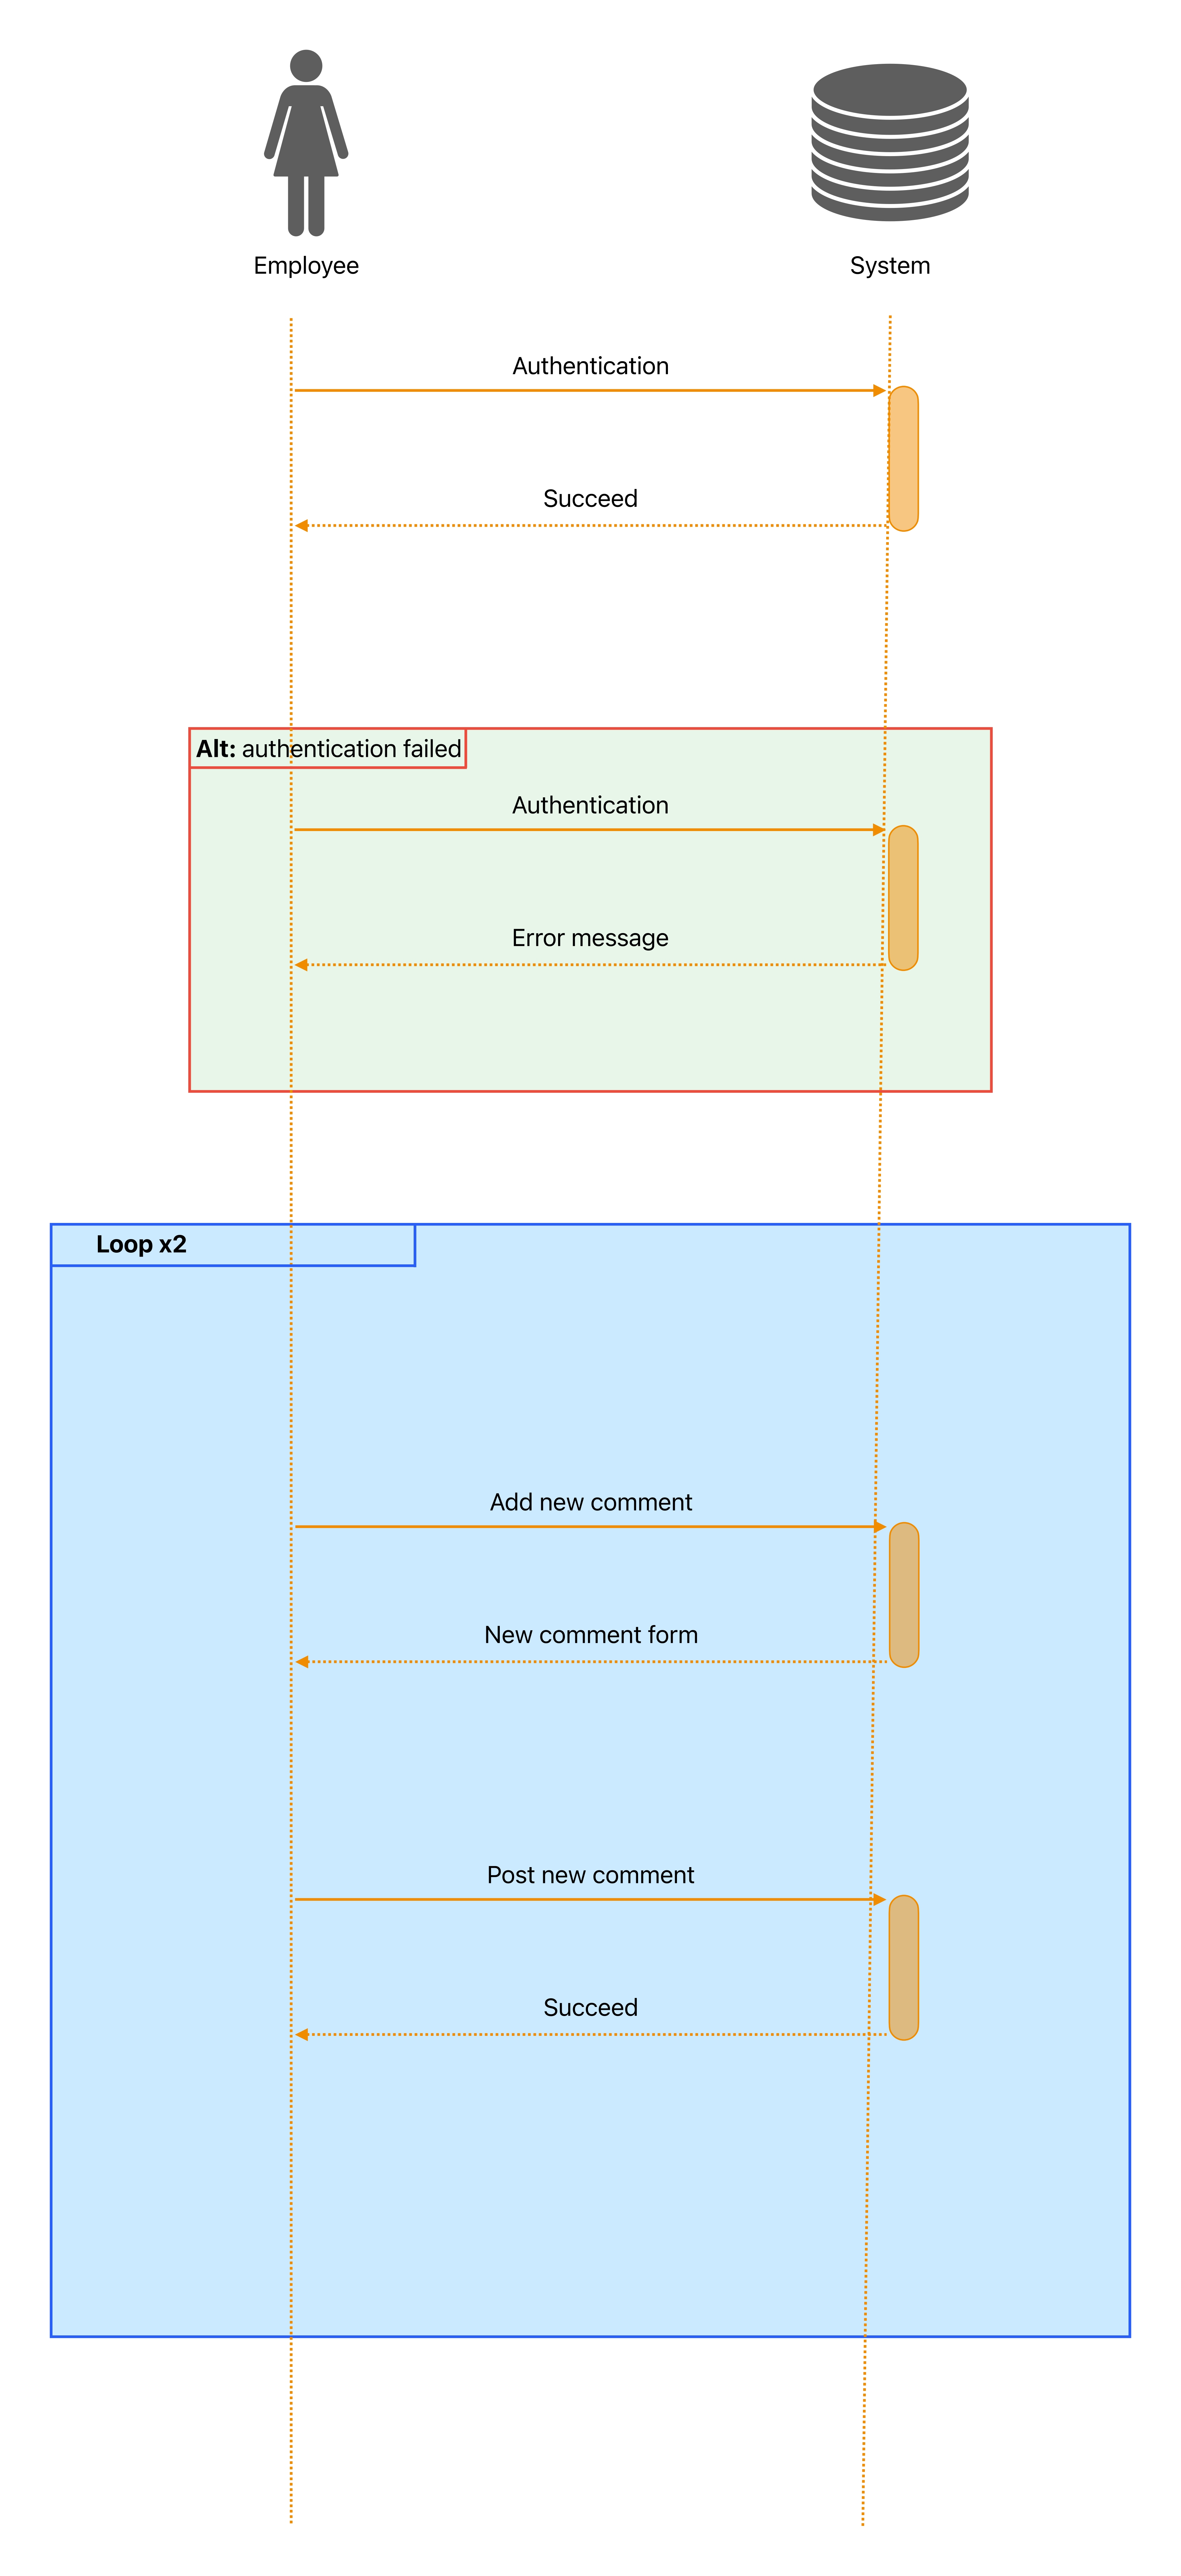 Employee
System
Authentication
Succeed
Alt: authentication failed
Authentication
Error message
Loop x2
Add new comment
New comment form
Post new comment
Succeed